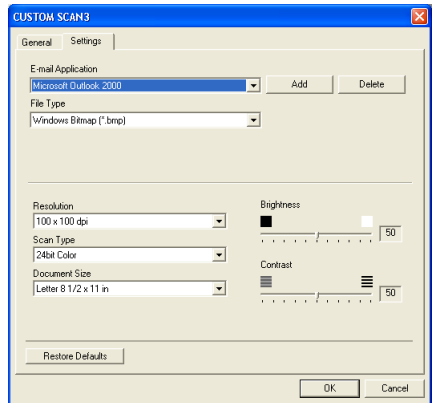 CUSTOM SCAN3
General Settings
E-mail Application
Microsoft Outlook 2000 Add Delete
File Type
Windows Bitmap (*.bmp)
Resolution Brightness
100 x 100 dpi 50
Scan Type
24bit Color
Contrast
Document Size
Letter 8 1/2 x 11 in 50
Restore Defaults
OK Cancel